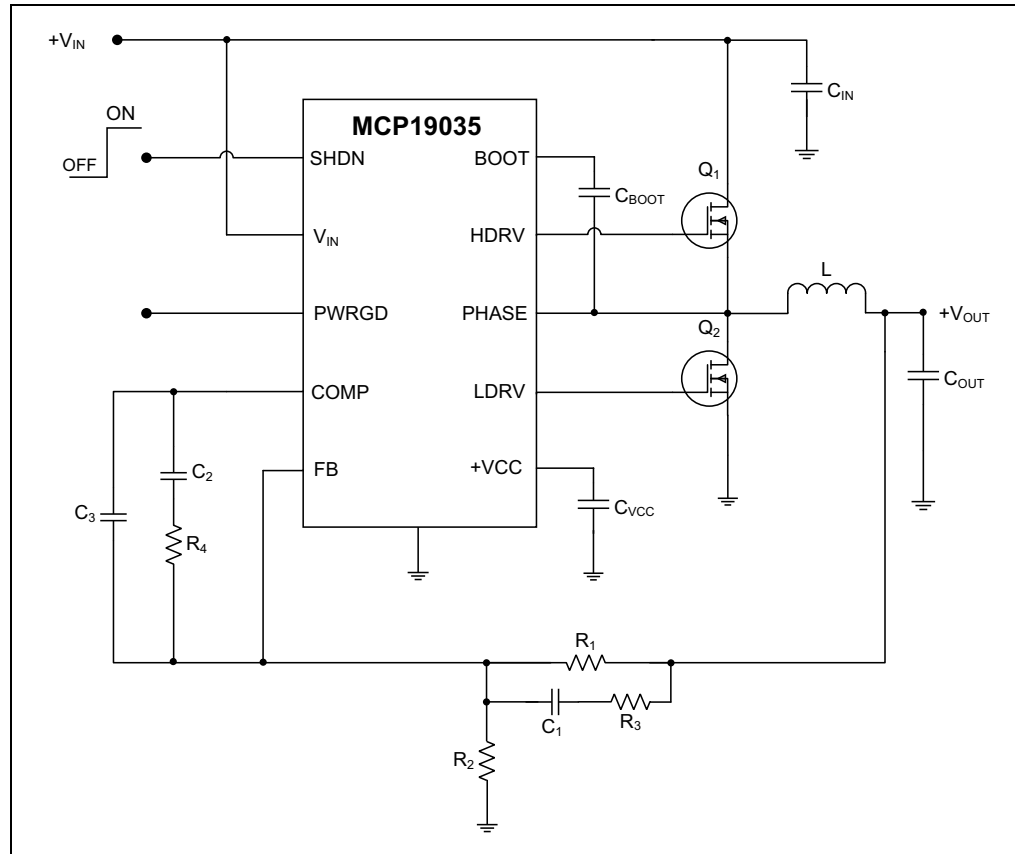 +VIN
CIN
ON
OFF
MCP19035
SHDN
BOOT
Q1
CBOOT
VIN
HDRV
L
PWRGD
PHASE
+VOUT
Q2
COMP
LDRV
COUT
C2
FB
+VCC
C3
CVCC
R4
R1
C1
R3
R2